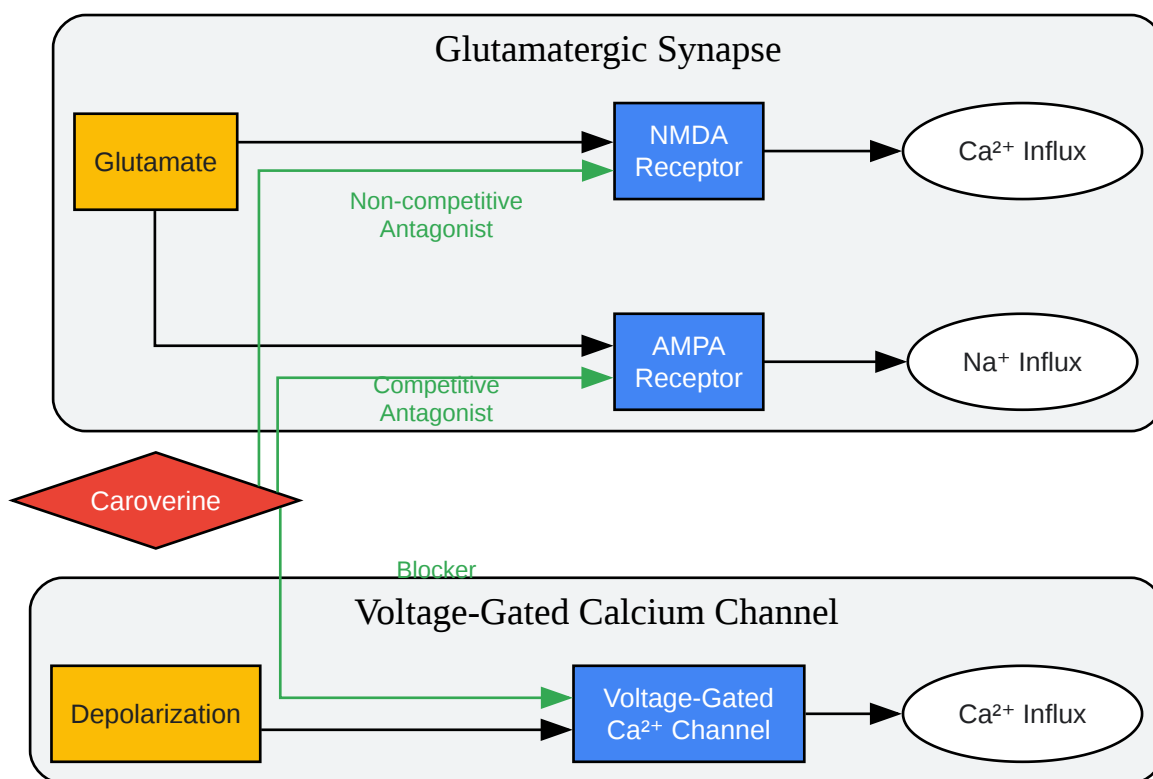 Glutamatergic Synapse
Glutamate
NMDA
Receptor
Ca²⁺ Influx
Non-competitive
Antagonist
AMPA
Receptor
Na⁺ Influx
Competitive
Antagonist
Caroverine
Blocker
Voltage-Gated Calcium Channel
Depolarization
Voltage-Gated
Ca²⁺ Channel
Ca²⁺ Influx